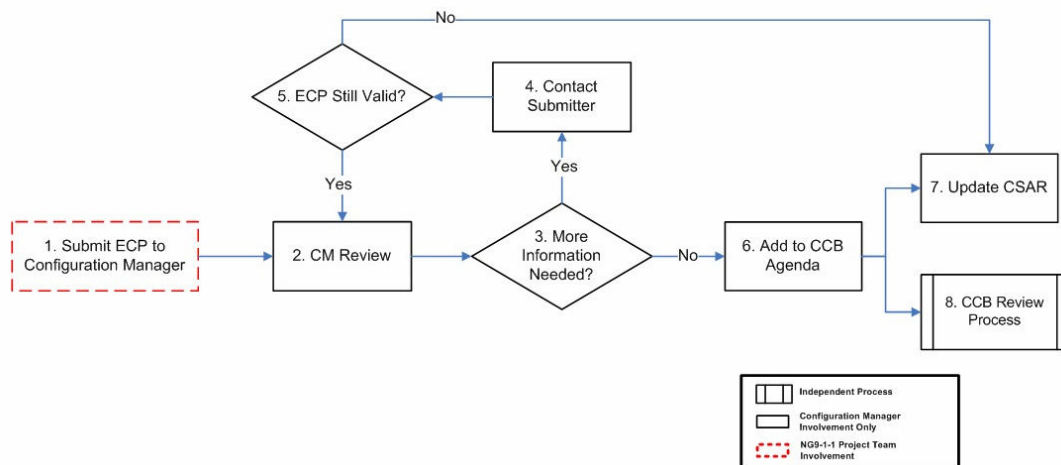 No
5. ECP Still Valid?
4. Contact
Submitter
Yes
Yes
7. Update CSAR
1. Submit ECP to
Configuration Manager
2. CM Review
3. More
Information
Needed?
No
6. Add to CCB
Agenda
8. CCB Review
Process
Independent Process
Configuration Manager
Involvement Only
NG9-1-1 Project Team
Involvement